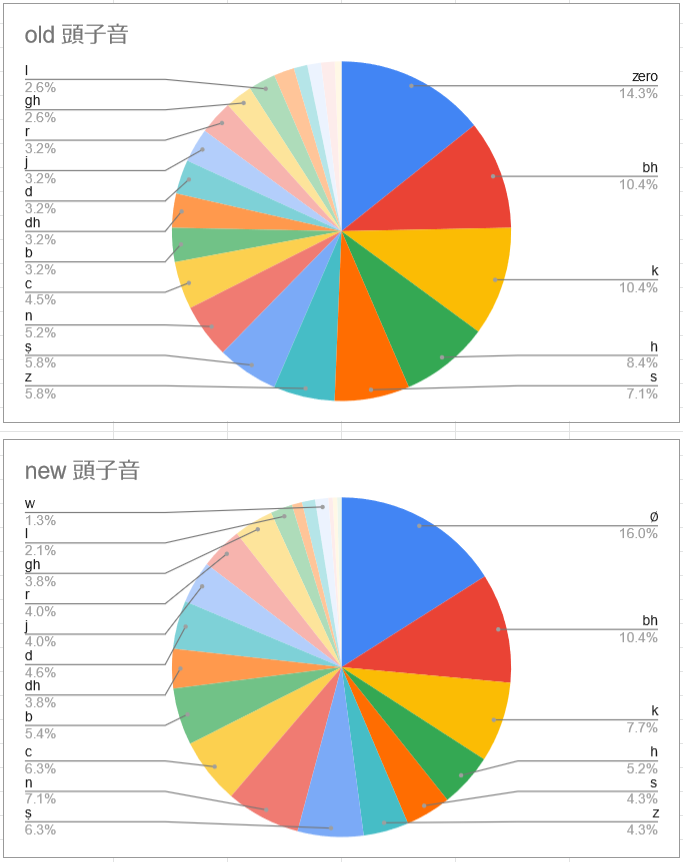 old 頭子音
l
2.6%
gh
2.6%
r
3.2%
j
3.2%
d
3.2%
dh
3.2%
b
3.2%
c
4.5%
n
5.2%
ş
5.8%
z
5.8%
zero
14.3%
bh
10.4%
k
10.4%
h
8.4%
s
7.1%
new 頭子音
w
1.3%
l
2.1%
gh
3.8%
r
4.0%
j
4.0%
d
4.6%
dh
3.8%
b
5.4%
c
6.3%
n
7.1%
ş
6.3%
Ø
16.0%
bh
10.4%
k
7.7%
h
5.2%
s
4.3%
z
4.3%